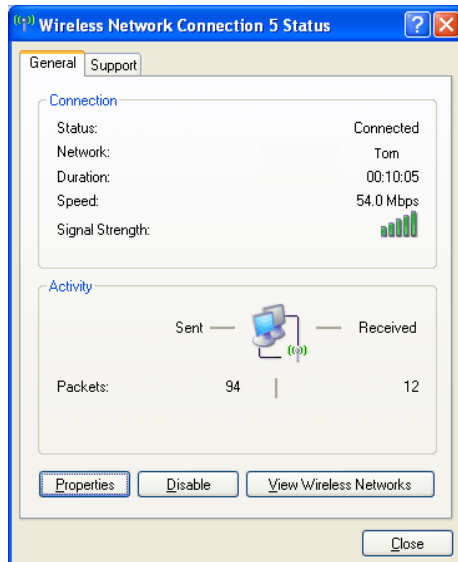 Wireless Network Connection 5 Status
General Support
Connection
Status: Connected
Network: Tom
Duration: 00:10:05
Speed: 54.0 Mbps
Signal Strength:
Activity
Sent — — Received
Packets: 94 | 12
Properties Disable View Wireless Networks
Close